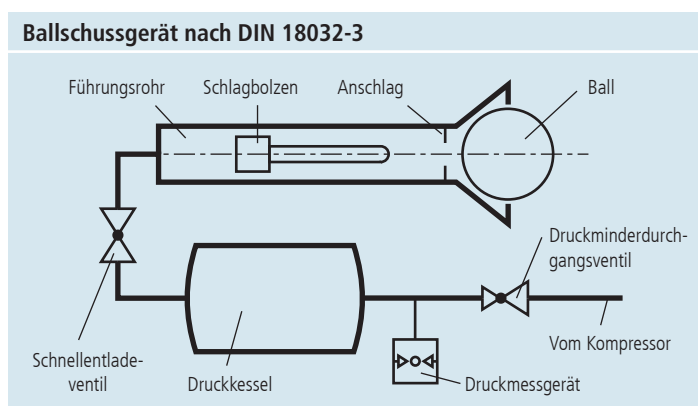 Ballschussgerät nach DIN 18032-3
Führungsrohr
Schlagbolzen
Anschlag
Ball
Druckminderdurch-
gangsventil
Vom Kompressor
Schnellentlade-
ventil
Druckkessel
Druckmessgerät